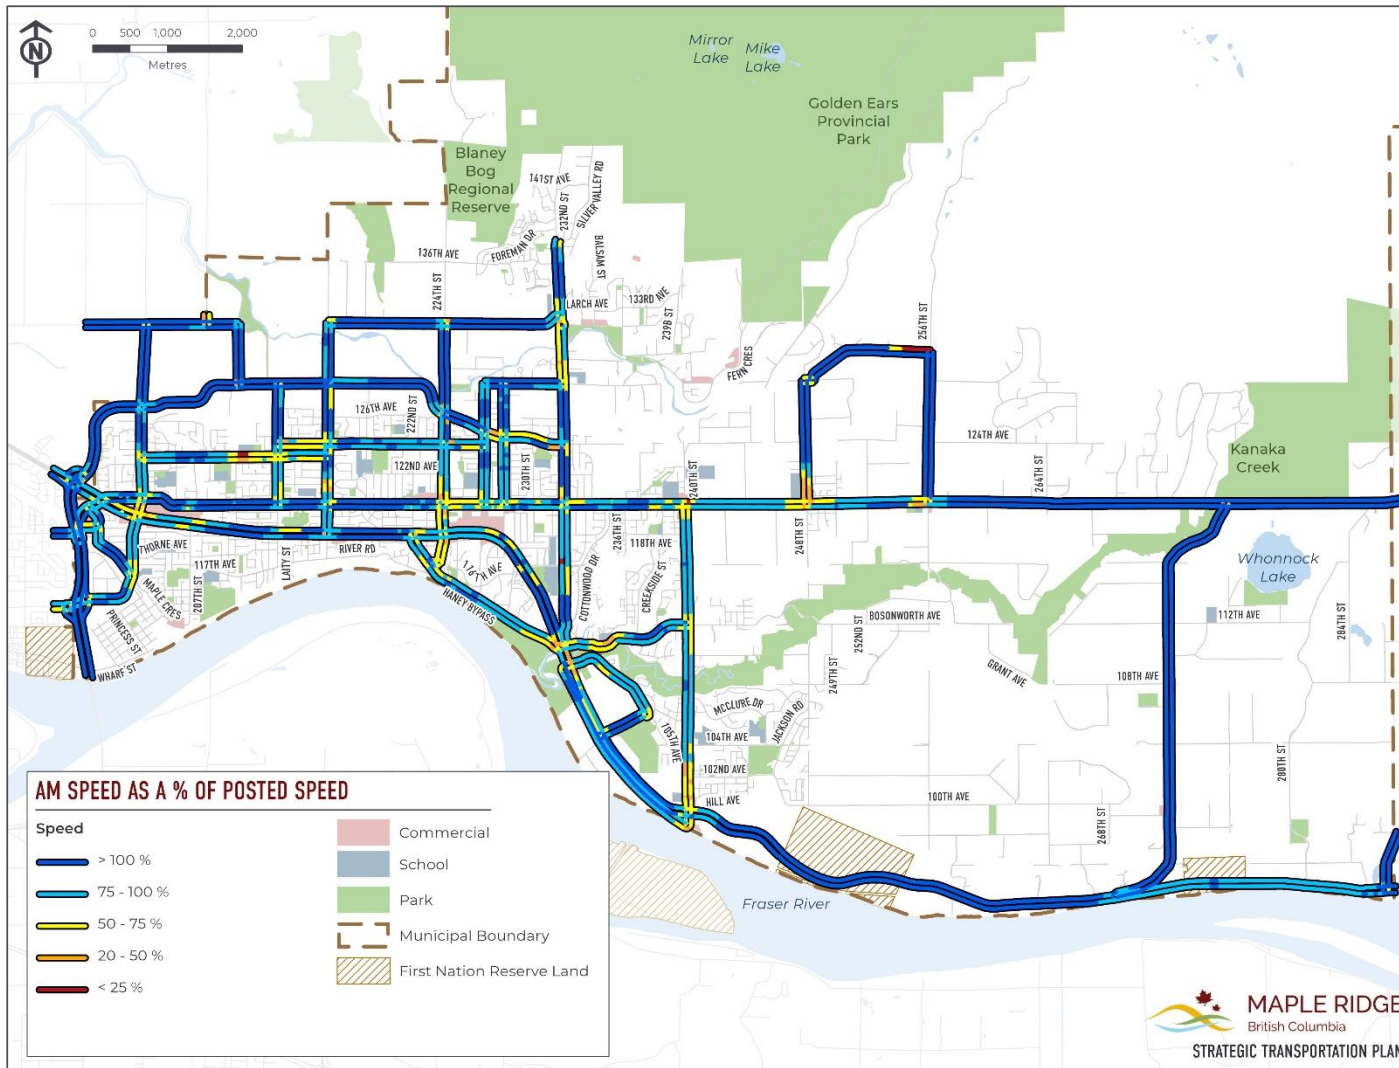 N
0 500 1,000 2,000
Metres
Mirror
Lake
Mike
Lake
Golden Ears
Provincial
Park
Blaney
Bog
Regional
Reserve
141ST AVE
232ND ST
SILVER VALLEY RD
FOREMAN DR
136TH AVE
BALSAM ST
224TH ST
LARCH AVE
133RD AVE
239B ST
FERN CRES
256TH ST
126TH AVE
222ND ST
122ND AVE
230TH ST
124TH AVE
264TH ST
Kanaka
Creek
240TH ST
248TH ST
236TH ST
118TH AVE
THORNE AVE
117TH AVE
LAITY ST
RIVER RD
116TH AVE
COTTONWOOD DR
CREEKSIDE ST
MAPLE CRES
207TH ST
PRINCESS ST
WHARF ST
HANEY BYPASS
Whonnock
Lake
BOSONWORTH AVE
252ND ST
112TH AVE
284TH ST
249TH ST
GRANT AVE
108TH AVE
MCCLURE DR
JACKSON RD
105TH AVE
104TH AVE
102ND AVE
280TH ST
HILL AVE
100TH AVE
268TH ST
Fraser River
AM SPEED AS A % OF POSTED SPEED
Speed
> 100 %
75 - 100 %
50 - 75 %
20 - 50 %
< 25 %
Commercial
School
Park
Municipal Boundary
First Nation Reserve Land
MAPLE RIDGE
British Columbia
STRATEGIC TRANSPORTATION PLAN